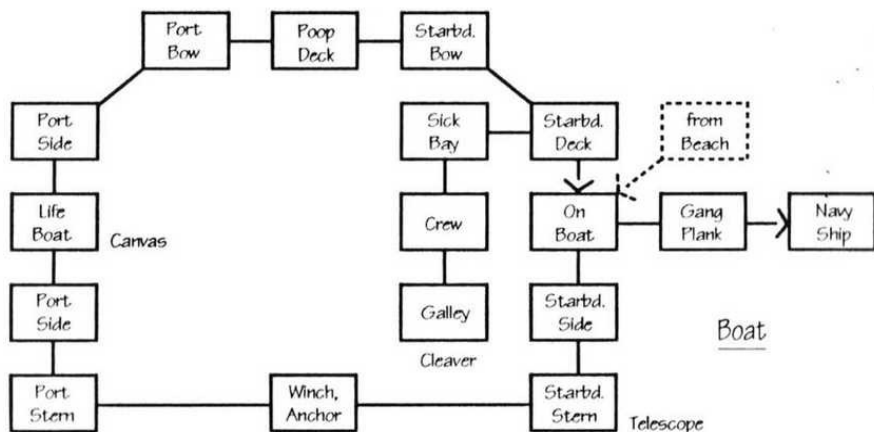 Port
Bow
Poop
Deck
Starbd.
Bow
Port
Side
Sick
Bay
Starbd.
Deck
from
Beach
Life
Boat
Canvas
Crew
On
Boat
Gang
Plank
Navy
Ship
Port
Side
Galley
Cleaver
Starbd.
Side
Boat
Port
Stern
Winch,
Anchor
Starbd.
Stern
Telescope